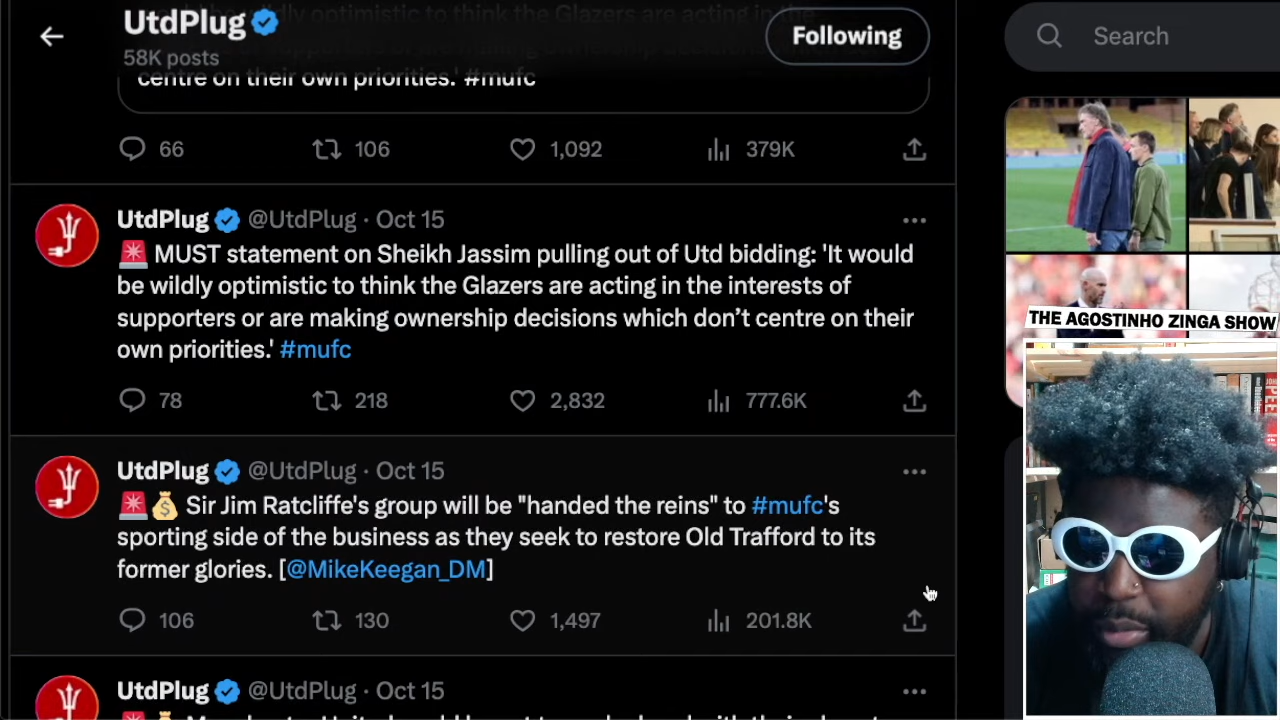 UtdPlug
58K posts
Following
Search
centre on their own priorities.' #mufc
66 106 1,092 379K
UtdPlug @UtdPlug · Oct 15
🚨 MUST statement on Sheikh Jassim pulling out of Utd bidding: 'It would
be wildly optimistic to think the Glazers are acting in the interests of
supporters or are making ownership decisions which don’t centre on their
own priorities.' #mufc
78 218 2,832 777.6K
THE AGOSTINHO ZINGA SHOW
UtdPlug @UtdPlug · Oct 15
🚨💰 Sir Jim Ratcliffe's group will be "handed the reins" to #mufc's
sporting side of the business as they seek to restore Old Trafford to its
former glories. [@MikeKeegan_DM]
106 130 1,497 201.8K
UtdPlug @UtdPlug · Oct 15